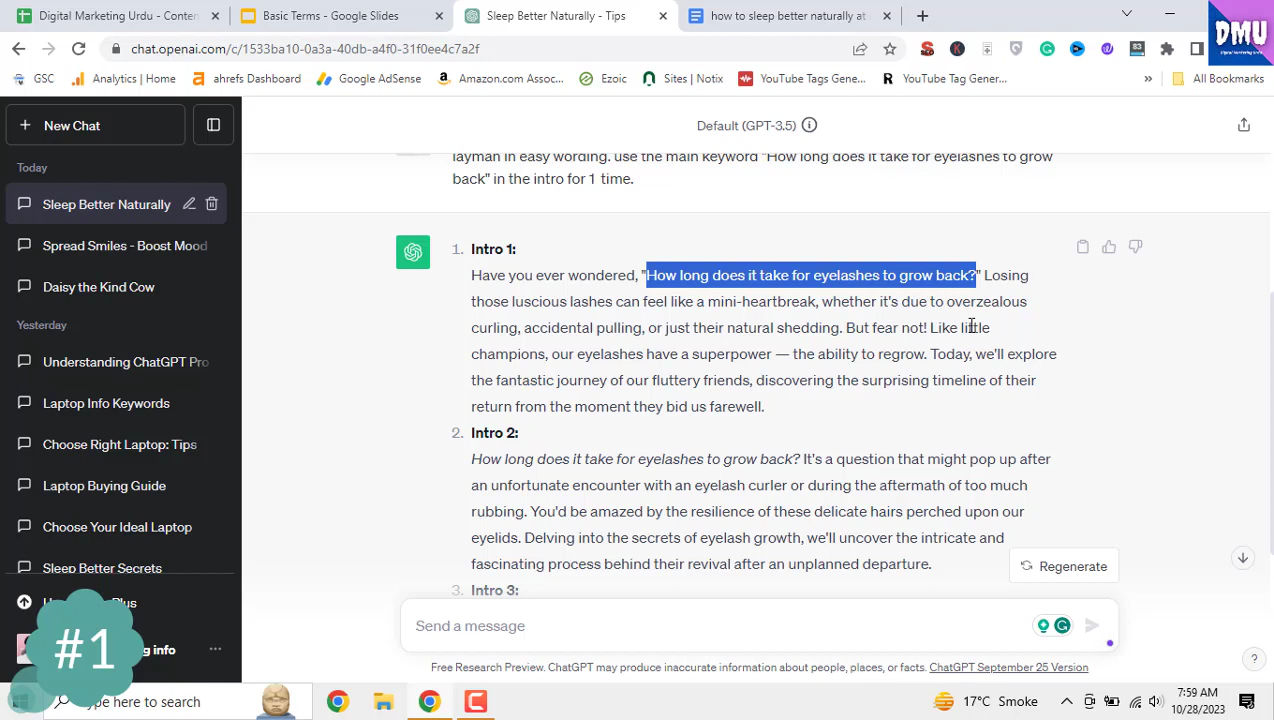 Digital Marketing Urdu - Conten
Basic Terms - Google Slides
Sleep Better Naturally - Tips
how to sleep better naturally at
DMU
chat.openai.com/c/1533ba10-0a3a-40db-a4f0-31f0ee4c7a2f
83
GSC
Analytics | Home
ahrefs Dashboard
Google AdSense
Amazon.com Assoc...
Ezoic
Sites | Notix
YouTube Tags Gene...
YouTube Tag Gener...
»
All Bookmarks
New Chat
Default (GPT-3.5)
Today
Sleep Better Naturally
Spread Smiles - Boost Mood
Daisy the Kind Cow
Yesterday
Understanding ChatGPT Pro
Laptop Info Keywords
Choose Right Laptop: Tips
Laptop Buying Guide
Choose Your Ideal Laptop
Sleep Better Secrets
Plus
g info
#1
layman in easy wording. use the main keyword "How long does it take for eyelashes to grow
back" in the intro for 1 time.
1. Intro 1:
Have you ever wondered, "How long does it take for eyelashes to grow back?" Losing
those luscious lashes can feel like a mini-heartbreak, whether it's due to overzealous
curling, accidental pulling, or just their natural shedding. But fear not! Like little
champions, our eyelashes have a superpower — the ability to regrow. Today, we'll explore
the fantastic journey of our fluttery friends, discovering the surprising timeline of their
return from the moment they bid us farewell.
2. Intro 2:
How long does it take for eyelashes to grow back? It's a question that might pop up after
an unfortunate encounter with an eyelash curler or during the aftermath of too much
rubbing. You'd be amazed by the resilience of these delicate hairs perched upon our
eyelids. Delving into the secrets of eyelash growth, we'll uncover the intricate and
fascinating process behind their revival after an unplanned departure.
3. Intro 3:
Regenerate
Send a message
Free Research Preview. ChatGPT may produce inaccurate information about people, places, or facts. ChatGPT September 25 Version
?
ype here to search
17°C Smoke
7:59 AM
10/28/2023